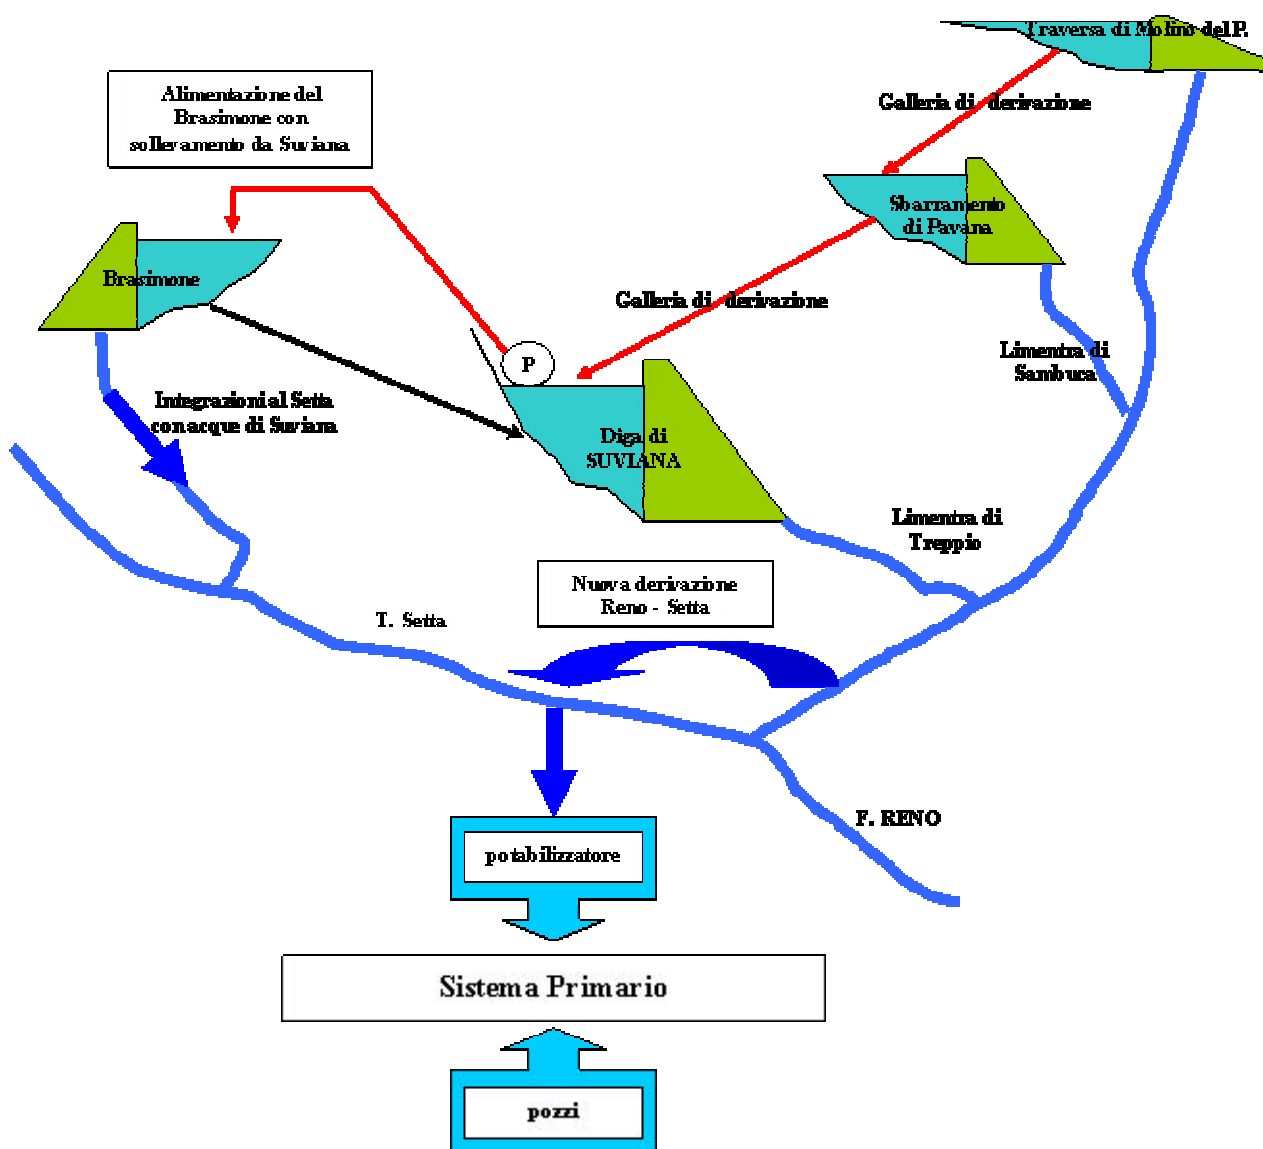 Traversa di Molino del P.
Alimentazione del
Brasimone con
sollevamento da Suviana
Galleria di derivazione
Sbarramento
di Pavana
Brasimone
Galleria di derivazione
P
Limentra di
Sambuca
Integrazioni al Setta
con acque di Suviana
Diga di
SUVIANA
Limentra di
Treppio
Nuova derivazione
Reno - Setta
T. Setta
F. RENO
potabilizzatore
Sistema Primario
pozzi